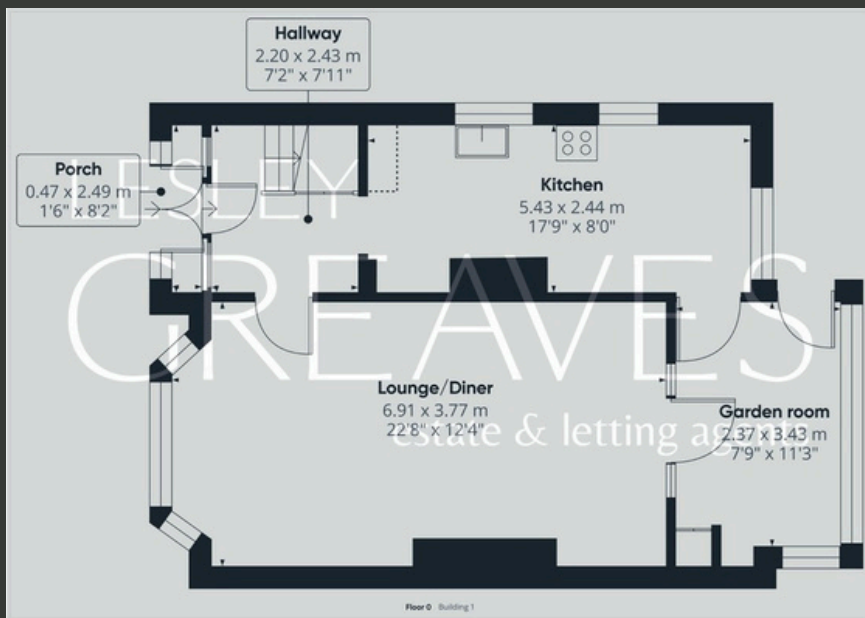 Hallway
2.20 x 2.43 m
7'2" x 7'11"
Porch
0.47 x 2.49 m
1'6" x 8'2"
LESLEY
GREAVES
estate & letting agents
Kitchen
5.43 x 2.44 m
17'9" x 8'0"
Lounge/Diner
6.91 x 3.77 m
22'8" x 12'4"
Garden room
2.37 x 3.43 m
7'9" x 11'3"
Floor 0 Building 1